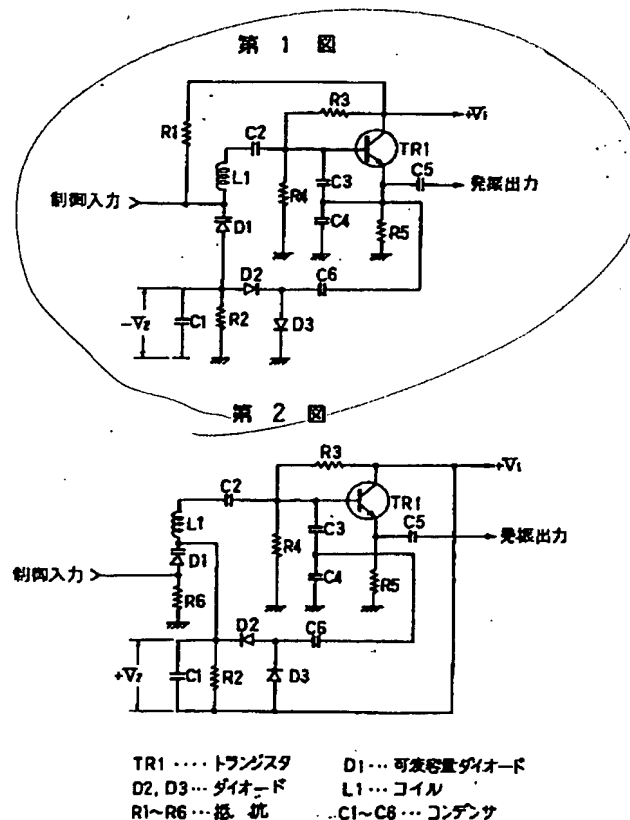 第 1 図
R3
+V1
R1
C2
TR1
L1
C3
C5
発振出力
制御入力
R4
D1
C4
R5
D2
C6
-V2
C1
R2
D3
第 2 図
R3
+V1
C2
TR1
L1
C3
C5
発振出力
R4
D1
制御入力
C4
R5
R6
D2
C6
+V2
C1
R2
D3
TR1 ···· トランジスタ D1··· 可変容量ダイオード
D2, D3··· ダイオード L1··· コイル
R1~R6··· 抵 抗 C1~C6··· コンデンサ